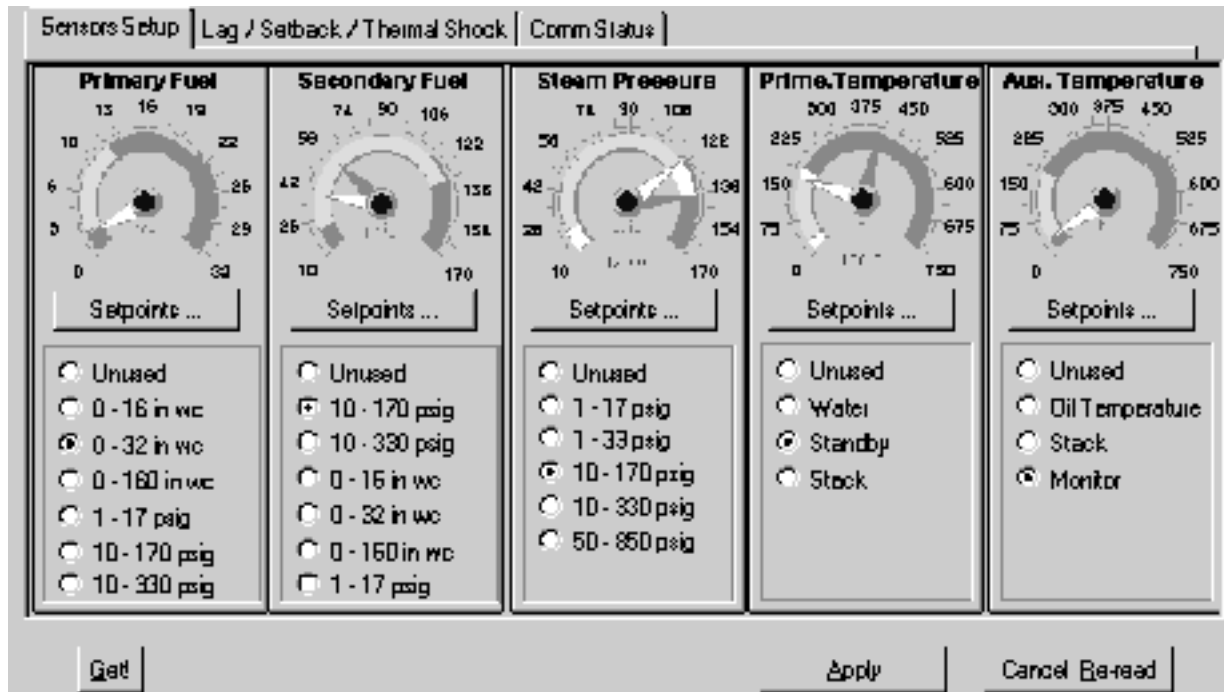 Sensors Setup
Lag / Setback / Thermal Shock
Comm Status
Primary Fuel
0
3
6
10
13
16
19
22
26
29
32
Setpoints ...
Unused
0 - 16 in wc
0 - 32 in wc
0 - 160 in wc
1 - 17 psig
10 - 170 psig
10 - 330 psig
Secondary Fuel
10
26
42
58
74
90
106
122
138
154
170
Setpoints ...
Unused
10 - 170 psig
10 - 330 psig
0 - 16 in wc
0 - 32 in wc
0 - 160 in wc
1 - 17 psig
Steam Pressure
10
26
42
58
74
90
106
122
138
154
170
Setpoints ...
Unused
1 - 17 psig
1 - 33 psig
10 - 170 psig
10 - 330 psig
50 - 850 psig
Prime.Temperature
0
75
150
225
300
375
450
525
600
675
750
Setpoints ...
Unused
Water
Standby
Stack
Aux. Temperature
0
75
150
225
300
375
450
525
600
675
750
Setpoints ...
Unused
Oil Temperature
Stack
Monitor
Get!
Apply
Cancel Re-read